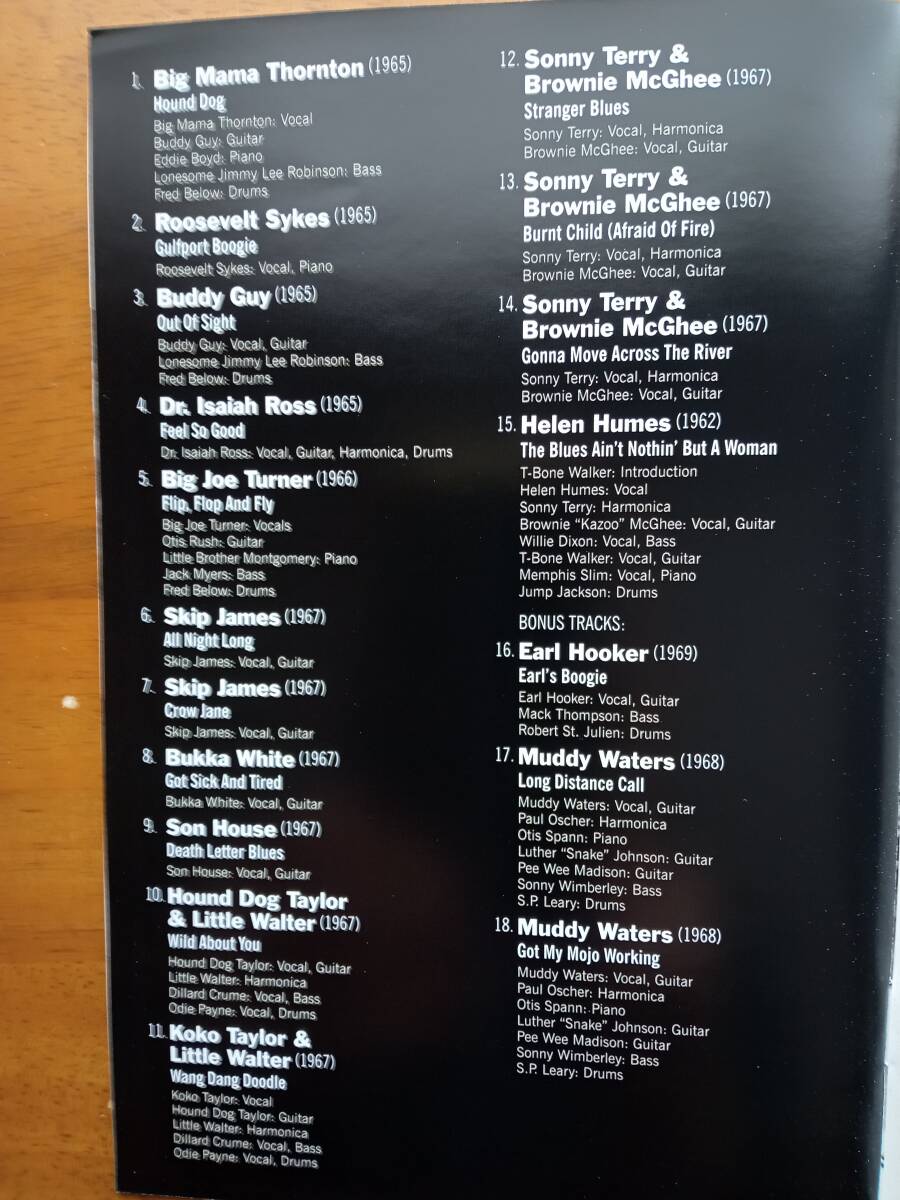 1. Big Mama Thornton (1965)
Hound Dog
Big Mama Thornton: Vocal
Buddy Guy: Guitar
Eddie Boyd: Piano
Lonesome Jimmy Lee Robinson: Bass
Fred Below: Drums
2. Roosevelt Sykes (1965)
Gulfport Boogie
Roosevelt Sykes: Vocal, Piano
3. Buddy Guy (1965)
Out Of Sight
Buddy Guy: Vocal, Guitar
Lonesome Jimmy Lee Robinson: Bass
Fred Below: Drums
4. Dr. Isaiah Ross (1965)
Feel So Good
Dr. Isaiah Ross: Vocal, Guitar, Harmonica, Drums
5. Big Joe Turner (1966)
Flip, Flop And Fly
Big Joe Turner: Vocals
Otis Rush: Guitar
Little Brother Montgomery: Piano
Jack Myers: Bass
Fred Below: Drums
6. Skip James (1967)
All Night Long
Skip James: Vocal, Guitar
7. Skip James (1967)
Crow Jane
Skip James: Vocal, Guitar
8. Bukka White (1967)
Got Sick And Tired
Bukka White: Vocal, Guitar
9. Son House (1967)
Death Letter Blues
Son House: Vocal, Guitar
10. Hound Dog Taylor
& Little Walter (1967)
Wild About You
Hound Dog Taylor: Vocal, Guitar
Little Walter: Harmonica
Dillard Crume: Vocal, Bass
Odie Payne: Vocal, Drums
11. Koko Taylor &
Little Walter (1967)
Wang Dang Doodle
Koko Taylor: Vocal
Hound Dog Taylor: Guitar
Little Walter: Harmonica
Dillard Crume: Vocal, Bass
Odie Payne: Vocal, Drums
12. Sonny Terry &
Brownie McGhee (1967)
Stranger Blues
Sonny Terry: Vocal, Harmonica
Brownie McGhee: Vocal, Guitar
13. Sonny Terry &
Brownie McGhee (1967)
Burnt Child (Afraid Of Fire)
Sonny Terry: Vocal, Harmonica
Brownie McGhee: Vocal, Guitar
14. Sonny Terry &
Brownie McGhee (1967)
Gonna Move Across The River
Sonny Terry: Vocal, Harmonica
Brownie McGhee: Vocal, Guitar
15. Helen Humes (1962)
The Blues Ain't Nothin' But A Woman
T-Bone Walker: Introduction
Helen Humes: Vocal
Sonny Terry: Harmonica
Brownie "Kazoo" McGhee: Vocal, Guitar
Willie Dixon: Vocal, Bass
T-Bone Walker: Vocal, Guitar
Memphis Slim: Vocal, Piano
Jump Jackson: Drums
BONUS TRACKS:
16. Earl Hooker (1969)
Earl's Boogie
Earl Hooker: Vocal, Guitar
Mack Thompson: Bass
Robert St. Julien: Drums
17. Muddy Waters (1968)
Long Distance Call
Muddy Waters: Vocal, Guitar
Paul Oscher: Harmonica
Otis Spann: Piano
Luther "Snake" Johnson: Guitar
Pee Wee Madison: Guitar
Sonny Wimberley: Bass
S.P. Leary: Drums
18. Muddy Waters (1968)
Got My Mojo Working
Muddy Waters: Vocal, Guitar
Paul Oscher: Harmonica
Otis Spann: Piano
Luther "Snake" Johnson: Guitar
Pee Wee Madison: Guitar
Sonny Wimberley: Bass
S.P. Leary: Drums